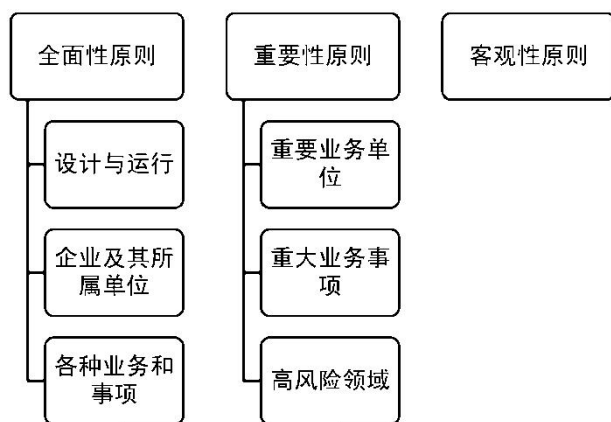 全面性原则
设计与运行
企业及其所
属单位
各种业务和
事项
重要性原则
重要业务单
位
重大业务事
项
高风险领域
客观性原则